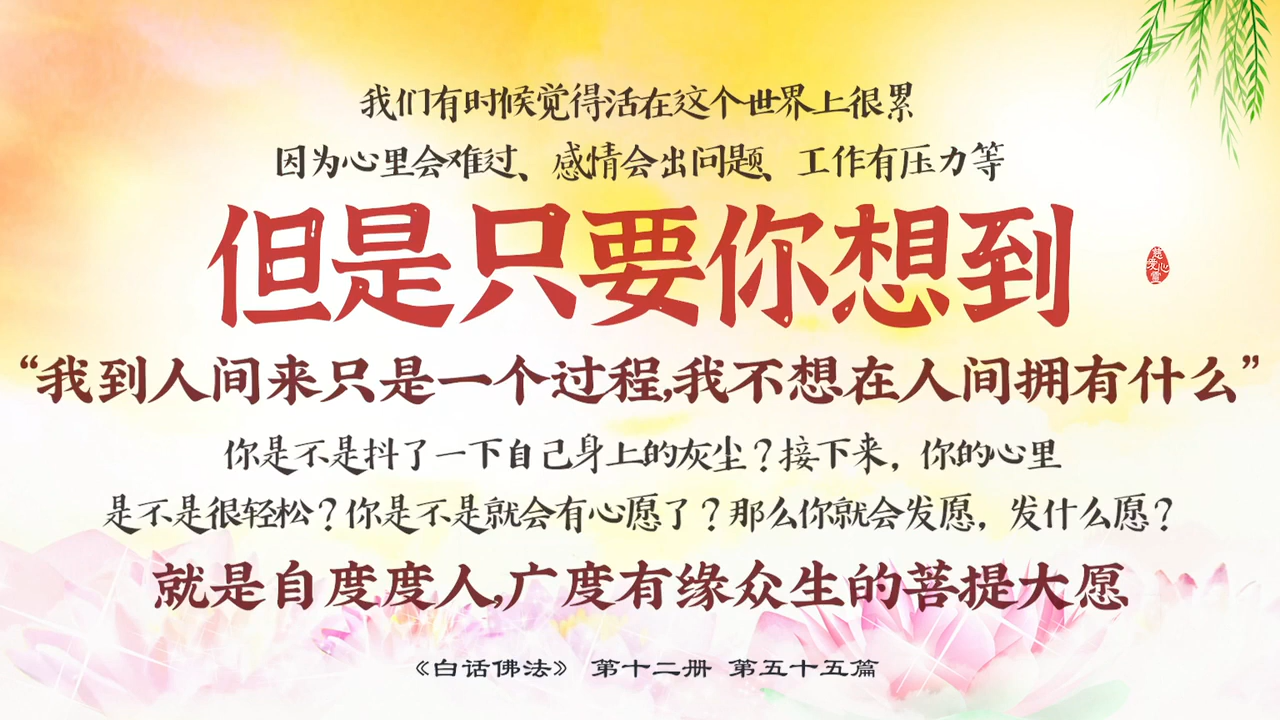 我们有时候觉得活在这个世界上很累
因为心里会难过、感情会出问题、工作有压力等
但是只要你想到
“我到人间来只是一个过程,我不想在人间拥有什么”
你是不是抖了一下自己身上的灰尘？接下来，你的心里
是不是很轻松？你是不是就会有心愿了？那么你就会发愿，发什么愿？
就是自度度人,广度有缘众生的菩提大愿
《白话佛法》 第十二册 第五十五篇